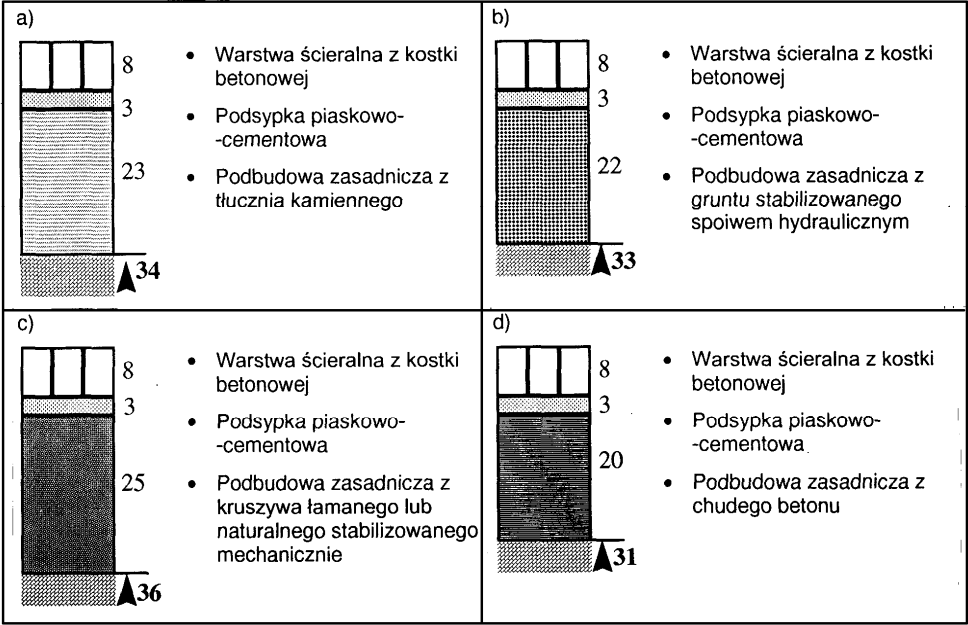 a)
8
3
23
34
• Warstwa ścieralna z kostki
betonowej
• Podsypka piaskowo-
-cementowa
• Podbudowa zasadnicza z
tłucznia kamiennego
b)
8
3
22
33
• Warstwa ścieralna z kostki
betonowej
• Podsypka piaskowo-
-cementowa
• Podbudowa zasadnicza z
gruntu stabilizowanego
spoiwem hydraulicznym
c)
8
3
25
36
• Warstwa ścieralna z kostki
betonowej
• Podsypka piaskowo-
-cementowa
• Podbudowa zasadnicza z
kruszywa łamanego lub
naturalnego stabilizowanego
mechanicznie
d)
8
3
20
31
• Warstwa ścieralna z kostki
betonowej
• Podsypka piaskowo-
-cementowa
• Podbudowa zasadnicza z
chudego betonu